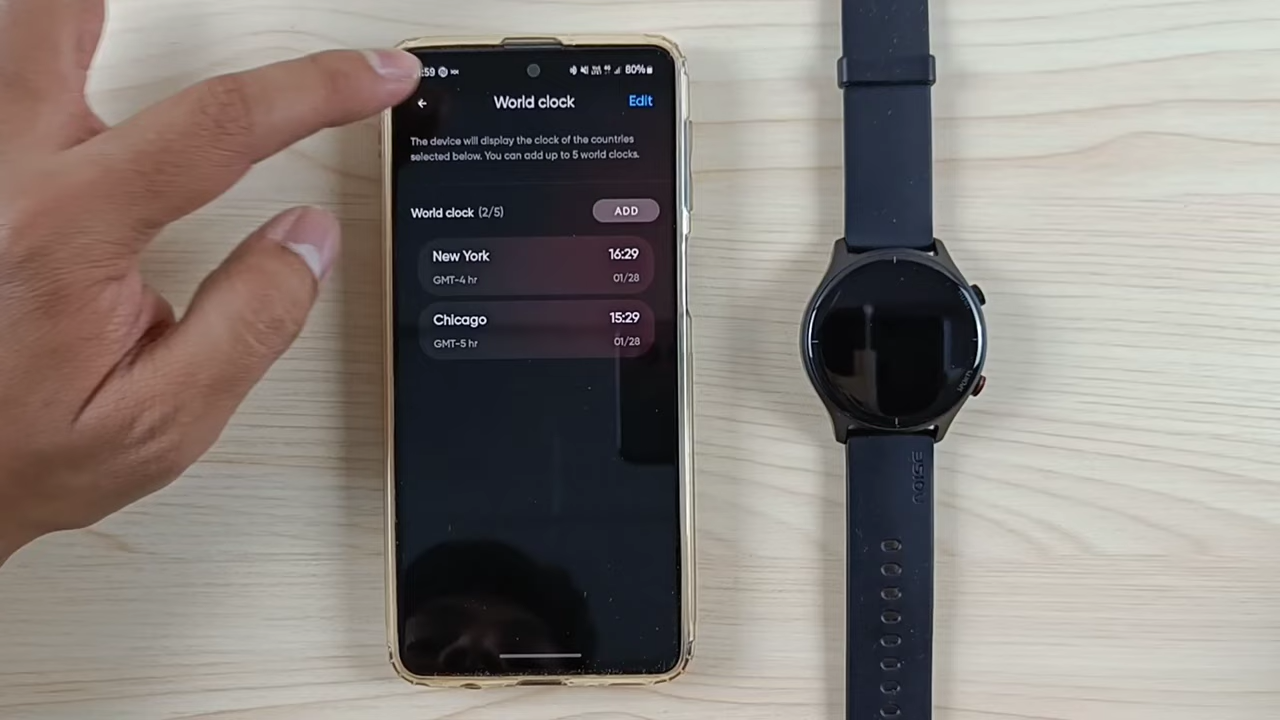 :59
80%
World clock
Edit
The device will display the clock of the countries
selected below. You can add up to 5 world clocks.
World clock (2/5)
ADD
New York
16:29
GMT-4 hr
01/28
Chicago
15:29
GMT-5 hr
01/28
NOISE